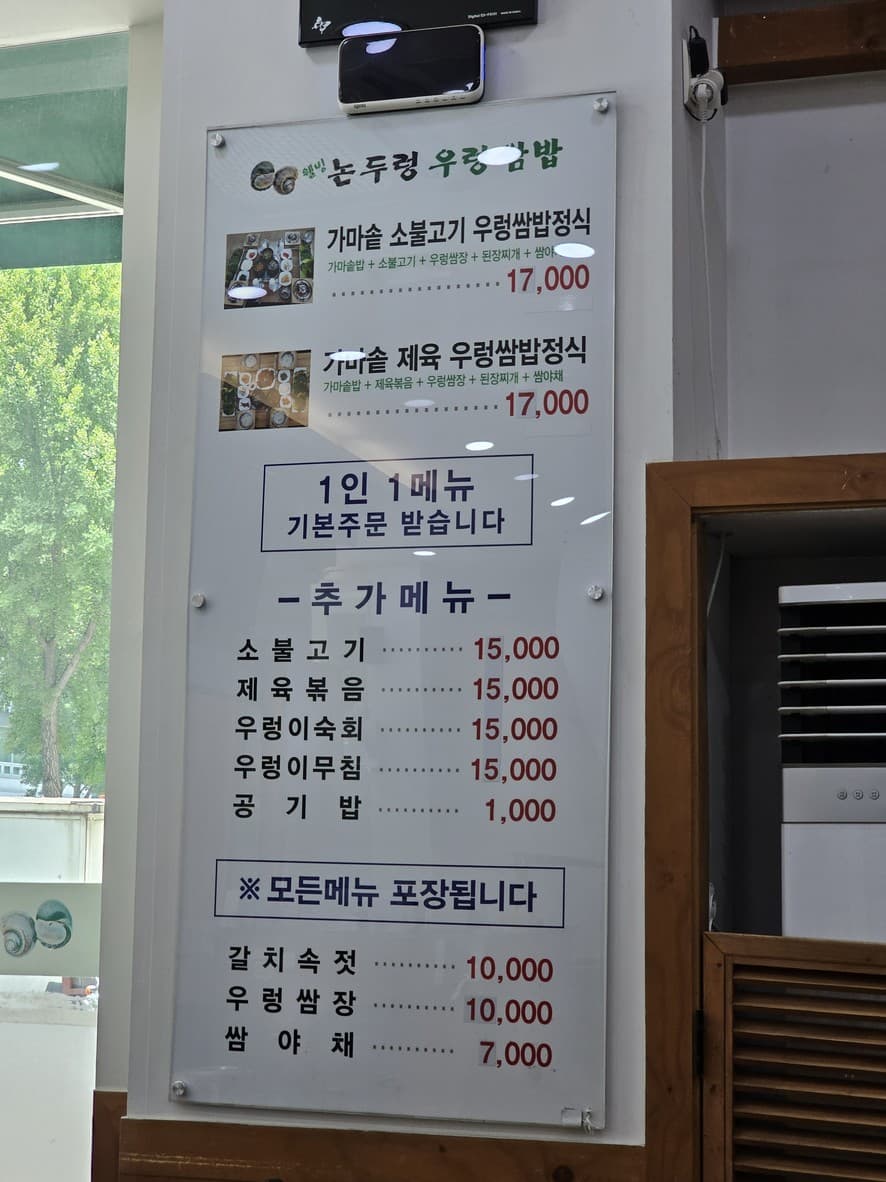 웰빙 논두렁 우렁쌈밥
가마솥 소불고기 우렁쌈밥정식
가마솥밥 + 소불고기 + 우렁쌈장 + 된장찌개 + 쌈야
17,000
가마솥 제육 우렁쌈밥정식
가마솥밥 + 제육볶음 + 우렁쌈장 + 된장찌개 + 쌈야채
17,000
1인 1메뉴
기본주문 받습니다
-추가메뉴-
소불고기 .......... 15,000
제육볶음 .......... 15,000
우렁이숙회 .......... 15,000
우렁이무침 .......... 15,000
공기밥 .......... 1,000
※ 모든메뉴 포장됩니다
갈치속젓 .......... 10,000
우렁쌈장 .......... 10,000
쌈야채 .......... 7,000